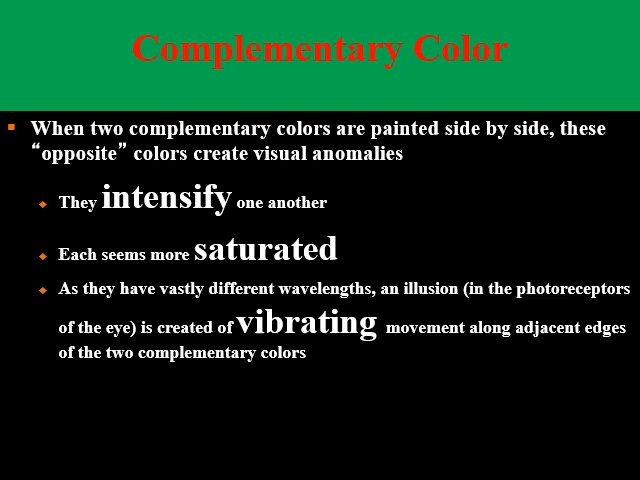 Complementary Color
When two complementary colors are painted side by side, these
“opposite” colors create visual anomalies
They intensify one another
Each seems more saturated
As they have vastly different wavelengths, an illusion (in the photoreceptors
of the eye) is created of vibrating movement along adjacent edges
of the two complementary colors